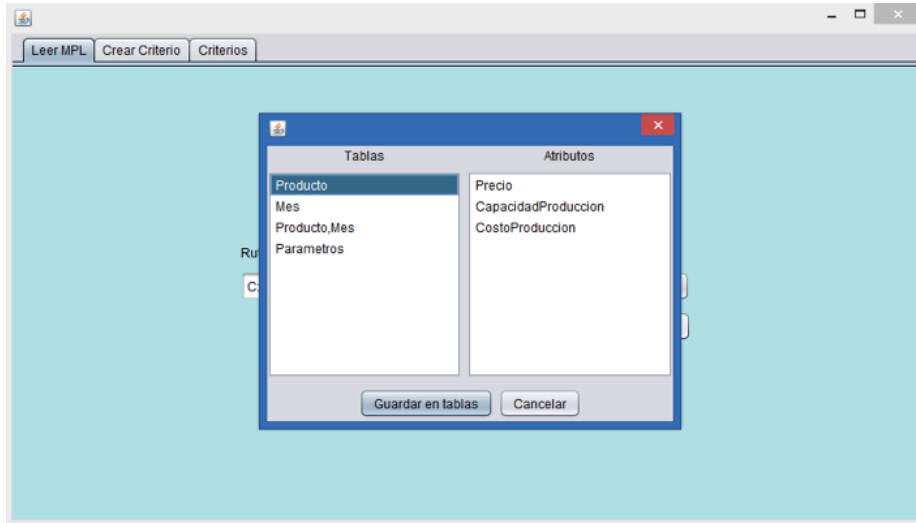 Leer MPL Crear Criterio Criterios
Tablas Atributos
Producto Precio
Mes CapacidadProduccion
Producto,Mes CostoProduccion
Parametros
Guardar en tablas Cancelar